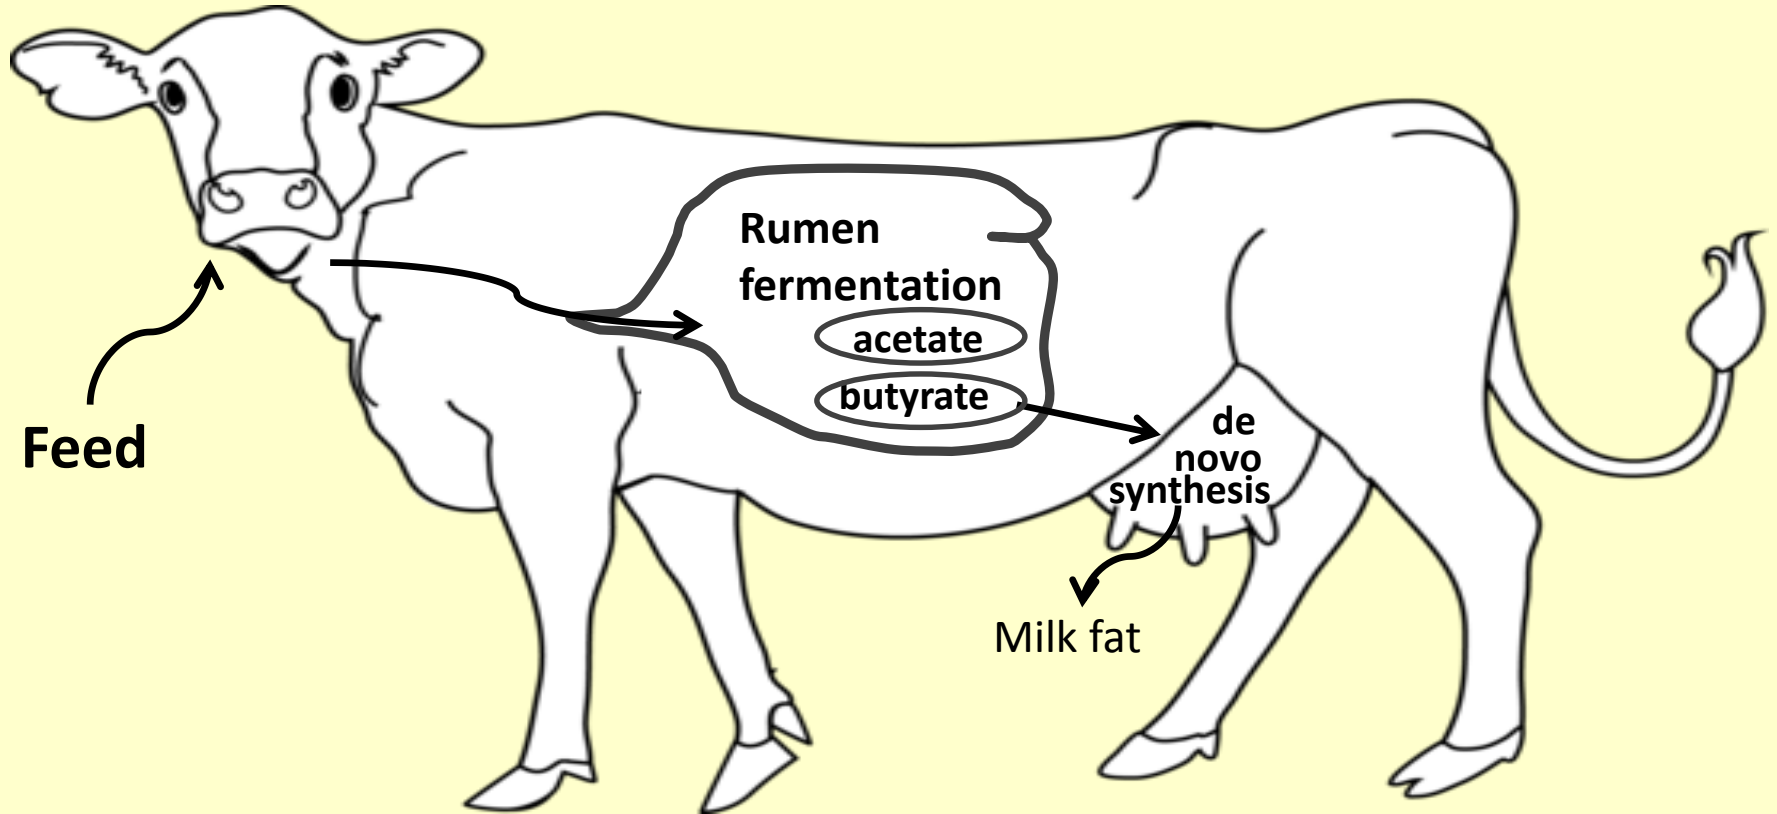 Rumen
fermentation
acetate
butyrate
Feed
de
novo
synthesis
Milk fat